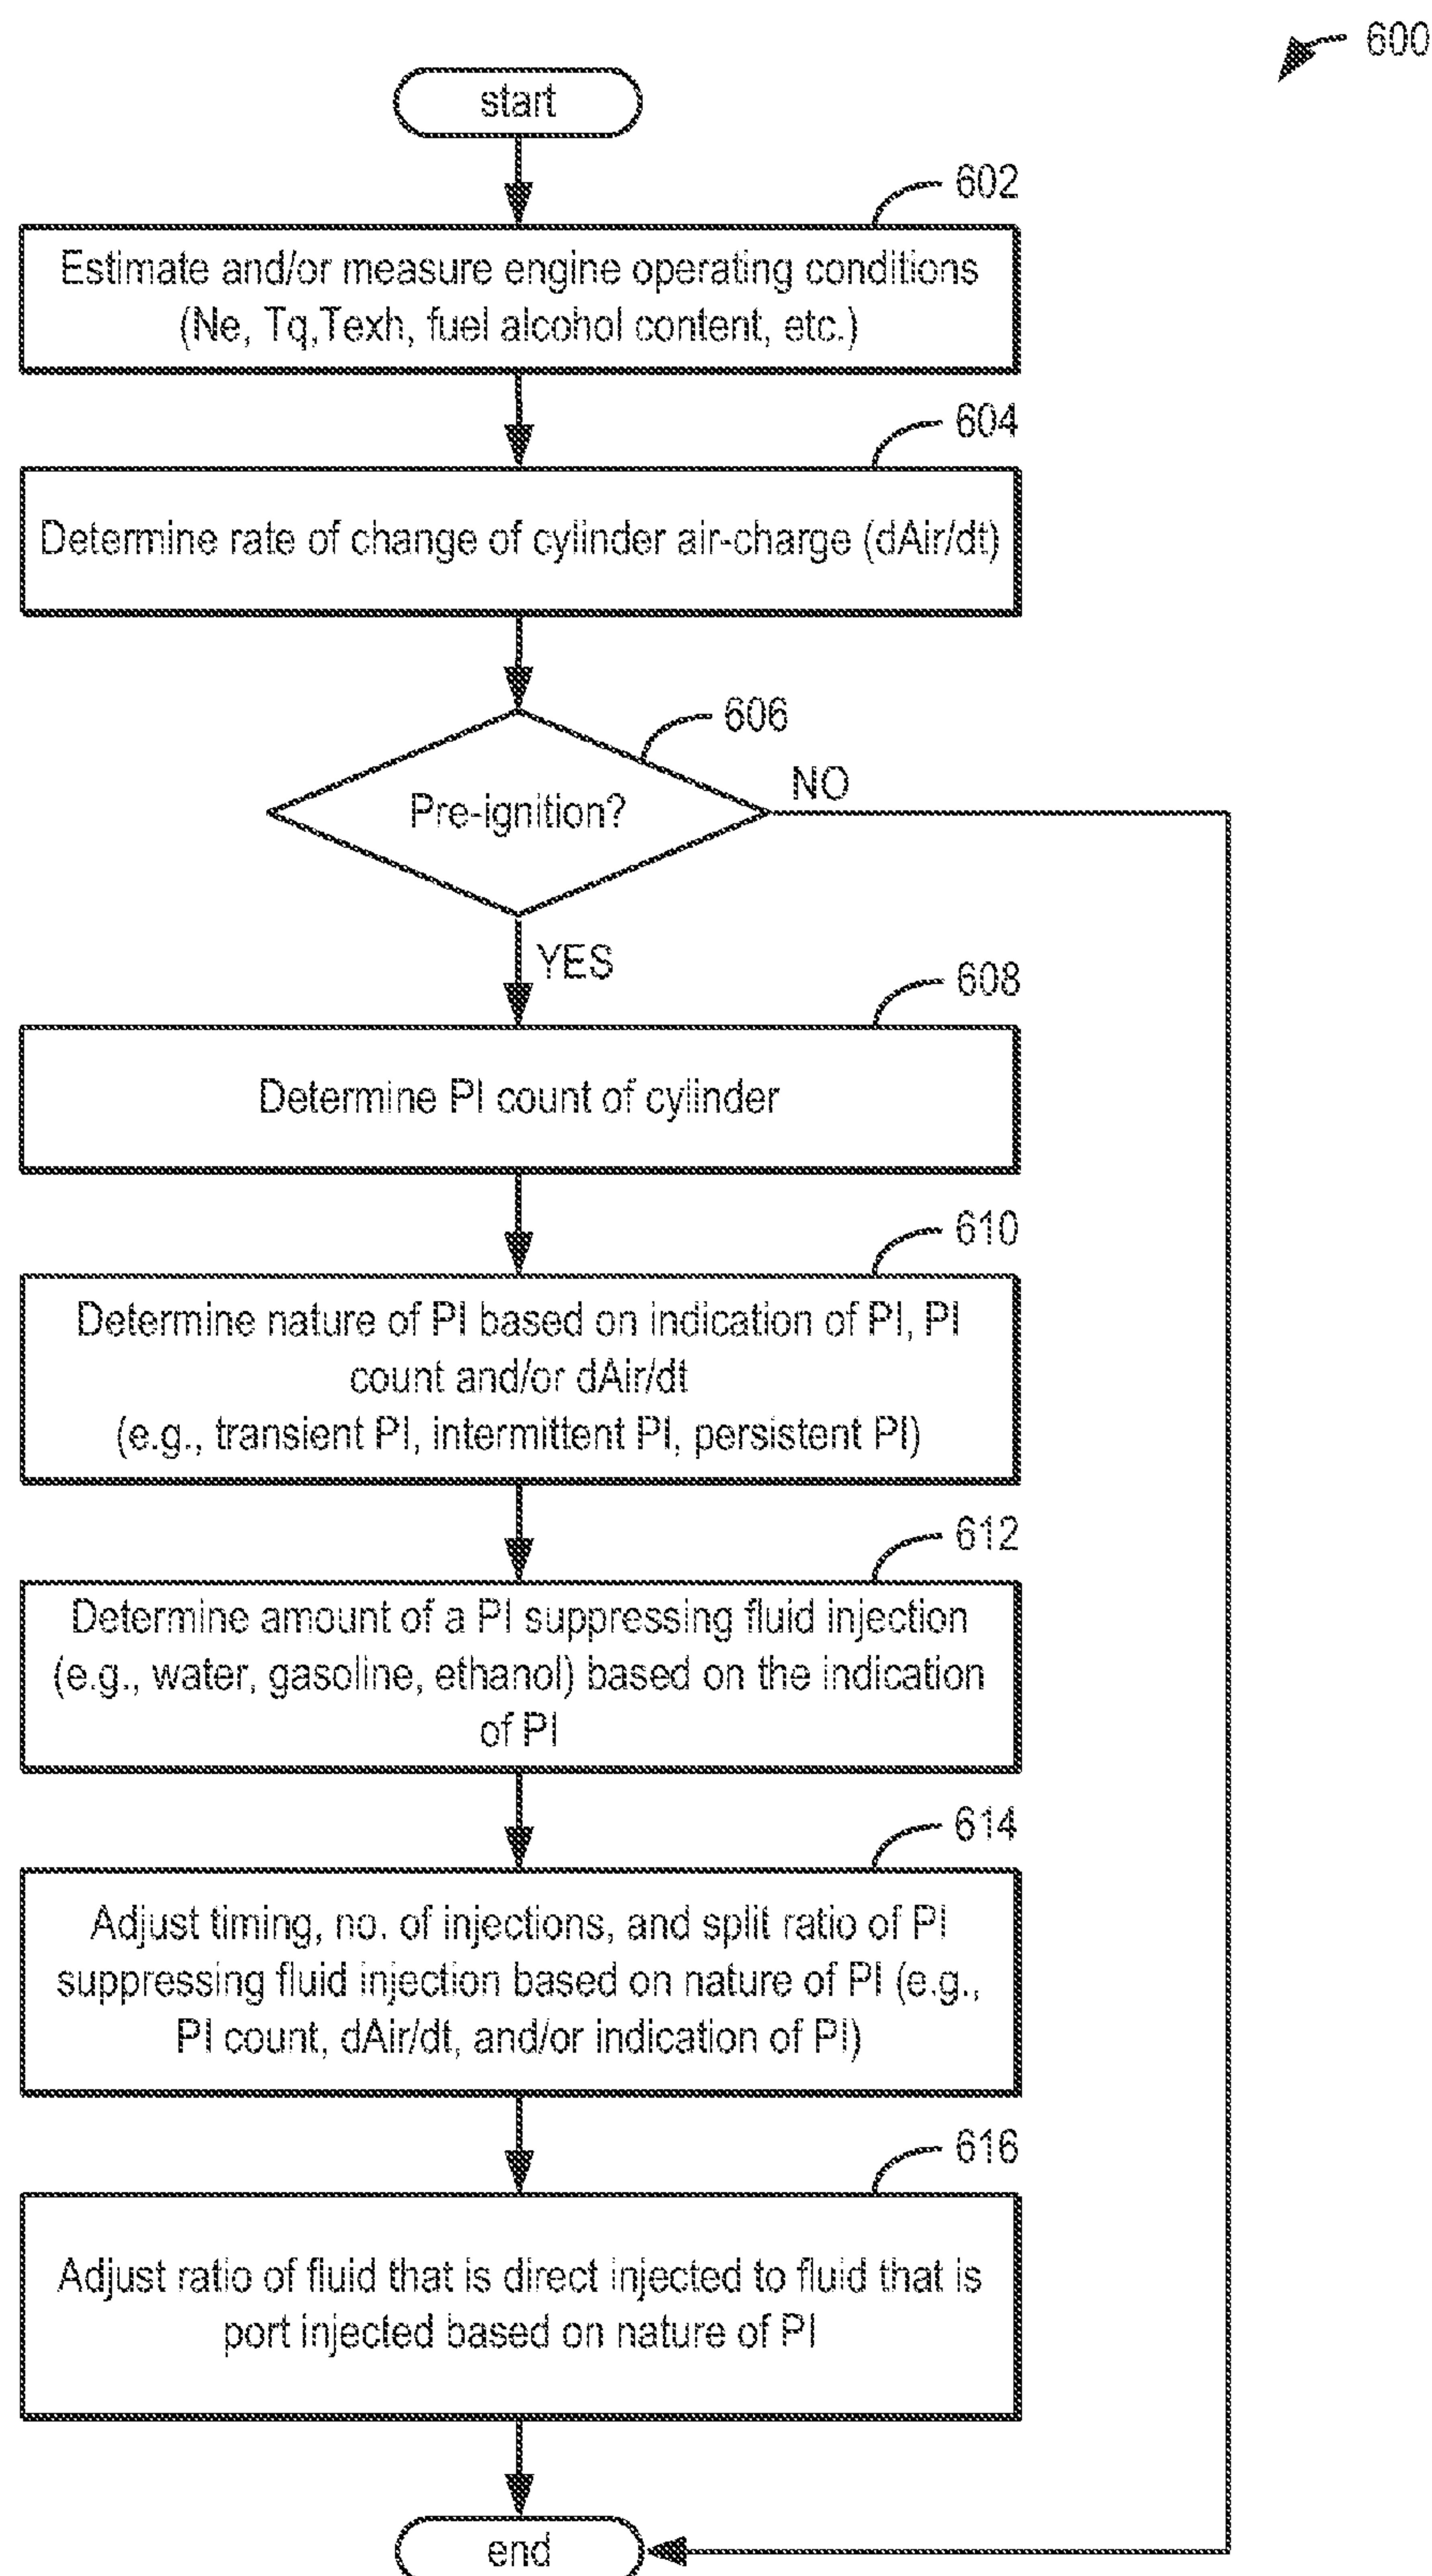 600
start
602
Estimate and/or measure engine operating conditions
(Ne, Tq,Texh, fuel alcohol content, etc.)
604
Determine rate of change of cylinder air-charge (dAir/dt)
606
Pre-ignition?
NO
YES
608
Determine PI count of cylinder
610
Determine nature of PI based on indication of PI, PI
count and/or dAir/dt
(e.g., transient PI, intermittent PI, persistent PI)
612
Determine amount of a PI suppressing fluid injection
(e.g., water, gasoline, ethanol) based on the indication
of PI
614
Adjust timing, no. of injections, and split ratio of PI
suppressing fluid injection based on nature of PI (e.g.,
PI count, dAir/dt, and/or indication of PI)
616
Adjust ratio of fluid that is direct injected to fluid that is
port injected based on nature of PI
end